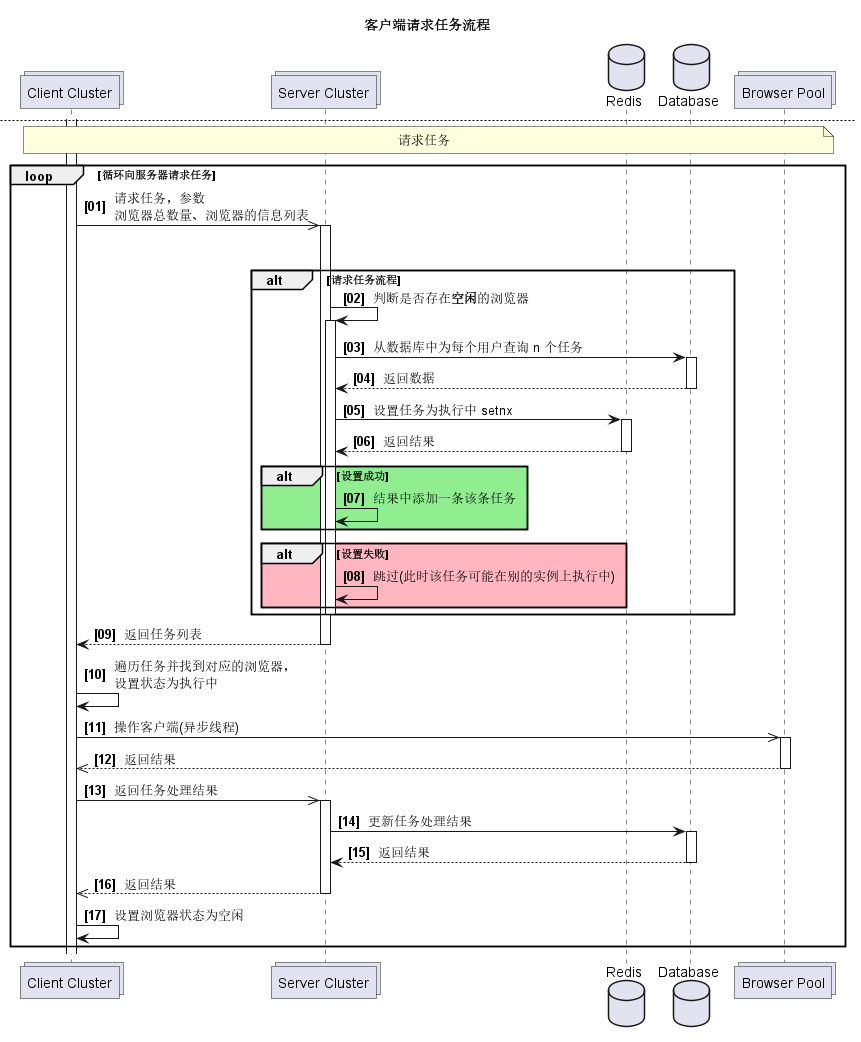 客户端请求任务流程
Client Cluster
Server Cluster
Redis
Database
Browser Pool
请求任务
loop [循环向服务器请求任务]
[01] 请求任务，参数
浏览器总数量、浏览器的信息列表
alt [请求任务流程]
[02] 判断是否存在空闲的浏览器
[03] 从数据库中为每个用户查询 n 个任务
[04] 返回数据
[05] 设置任务为执行中 setnx
[06] 返回结果
alt [设置成功]
[07] 结果中添加一条该条任务
alt [设置失败]
[08] 跳过(此时该任务可能在别的实例上执行中)
[09] 返回任务列表
[10] 遍历任务并找到对应的浏览器，
设置状态为执行中
[11] 操作客户端(异步线程)
[12] 返回结果
[13] 返回任务处理结果
[14] 更新任务处理结果
[15] 返回结果
[16] 返回结果
[17] 设置浏览器状态为空闲
Client Cluster
Server Cluster
Redis
Database
Browser Pool